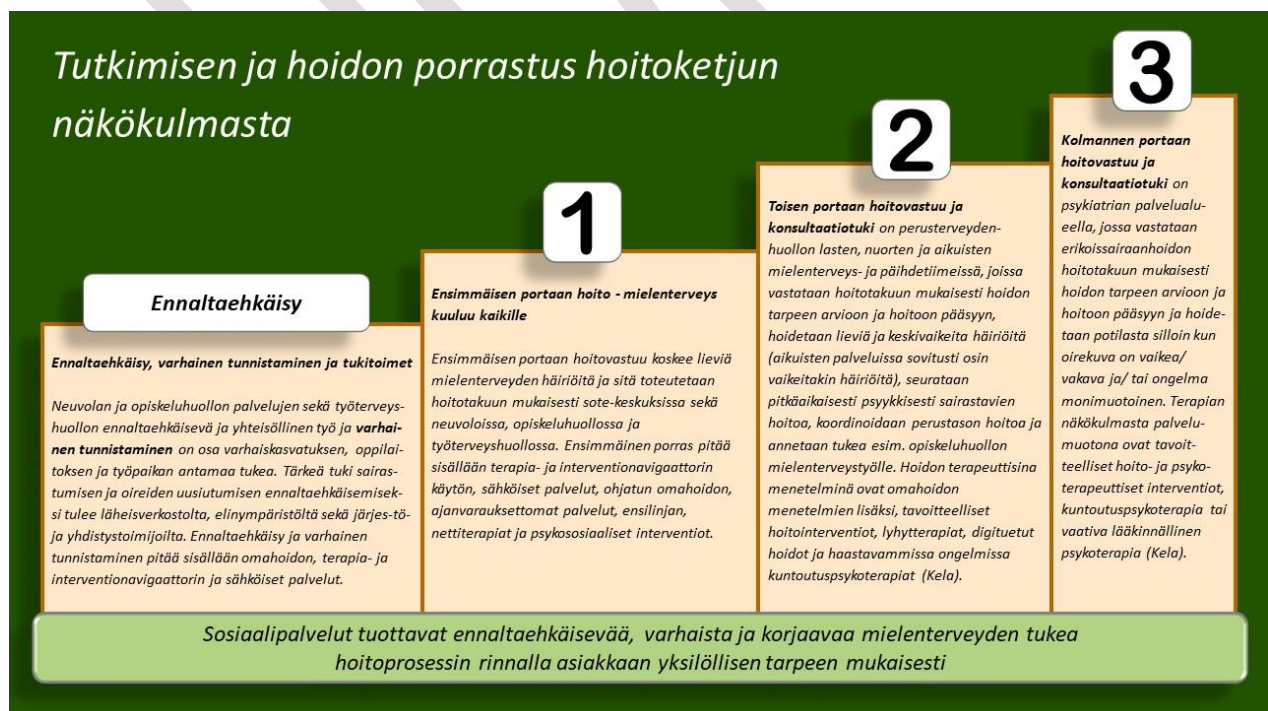 Tutkimisen ja hoidon porrastus hoitoketjun
näkökulmasta
Ennaltaehkäisy
Ennaltaehkäisy, varhainen tunnistaminen ja tukitoimet
Neuvolan ja opiskeluhuollon palvelujen sekä työterveys-
huollon ennaltaehkäisevä ja yhteisöllinen työ ja varhai-
nen tunnistaminen on osa varhaiskasvatuksen, oppilai-
toksen ja työpaikan antamaa tukea. Tärkeä tuki sairas-
tumisen ja oireiden uusiutumisen ennaltaehkäisemisek-
si tulee läheisverkostolta, elinympäristöltä sekä järjes-tö-
ja yhdistystoimijoilta. Ennaltaehkäisy ja varhainen
tunnistaminen pitää sisällään omahoidon, terapia- ja
interventionavigaattorin ja sähköiset palvelut.
1
Ensimmäisen portaan hoito - mielenterveys
kuuluu kaikille
Ensimmäisen portaan hoitovastuu koskee lieviä
mielenterveyden häiriöitä ja sitä toteutetaan
hoitotakuun mukaisesti sote-keskuksissa sekä
neuvoloissa, opiskeluhuollossa ja
työterveyshuollossa. Ensimmäinen porras pitää
sisällään terapia- ja interventionavigaattorin
käytön, sähköiset palvelut, ohjatun omahoidon,
ajanvarauksettomat palvelut, ensilinjan,
nettiterapiat ja psykososiaaliset interventiot.
2
Toisen portaan hoitovastuu ja
konsultaatiotuki on perusterveyden-
huollon lasten, nuorten ja aikuisten
mielenterveys- ja päihdetiimeissä, joissa
vastataan hoitotakuun mukaisesti hoidon
tarpeen arvioon ja hoitoon pääsyyn,
hoidetaan lieviä ja keskivaikeita häiriöitä
(aikuisten palveluissa sovitusti osin
vaikeitakin häiriöitä), seurataan
pitkäaikaisesti psyykkisesti sairastavien
hoitoa, koordinoidaan perustason hoitoa ja
annetaan tukea esim. opiskeluhuollon
mielenterveystyölle. Hoidon terapeuttisina
menetelminä ovat omahoidon
menetelmien lisäksi, tavoitteelliset
hoitointerventiot, lyhytterapiat, digituetut
hoidot ja haastavammissa ongelmissa
kuntoutuspsykoterapiat (Kela).
3
Kolmannen portaan
hoitovastuu ja
konsultaatiotuki on
psykiatrian palvelualu-
eella, jossa vastataan
erikoissairaanhoidon
hoitotakuun mukaisesti
hoidon tarpeen arvioon ja
hoitoon pääsyyn ja hoide-
taan potilasta silloin kun
oirekuva on vaikea/
vakava ja/ tai ongelma
monimuotoinen. Terapian
näkökulmasta palvelu-
muotona ovat tavoit-
teelliset hoito- ja psyko-
terapeuttiset interventiot,
kuntoutuspsykoterapia tai
vaativa lääkinnällinen
psykoterapia (Kela).
Sosiaalipalvelut tuottavat ennaltaehkäisevää, varhaista ja korjaavaa mielenterveyden tukea
hoitoprosessin rinnalla asiakkaan yksilöllisen tarpeen mukaisesti